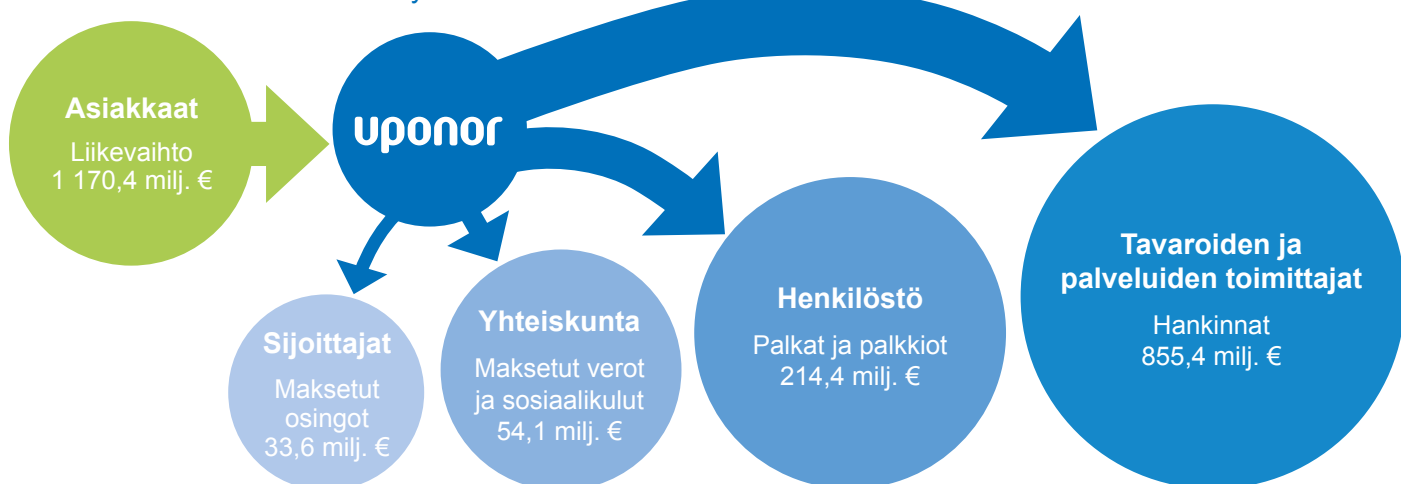 Asiakkaat
Liikevaihto
1 170,4 milj. €
uponor
Sijoittajat
Maksetut
osingot
33,6 milj. €
Yhteiskunta
Maksetut verot
ja sosiaalikulut
54,1 milj. €
Henkilöstö
Palkat ja palkkiot
214,4 milj. €
Tavaroiden ja
palveluiden toimittajat
Hankinnat
855,4 milj. €